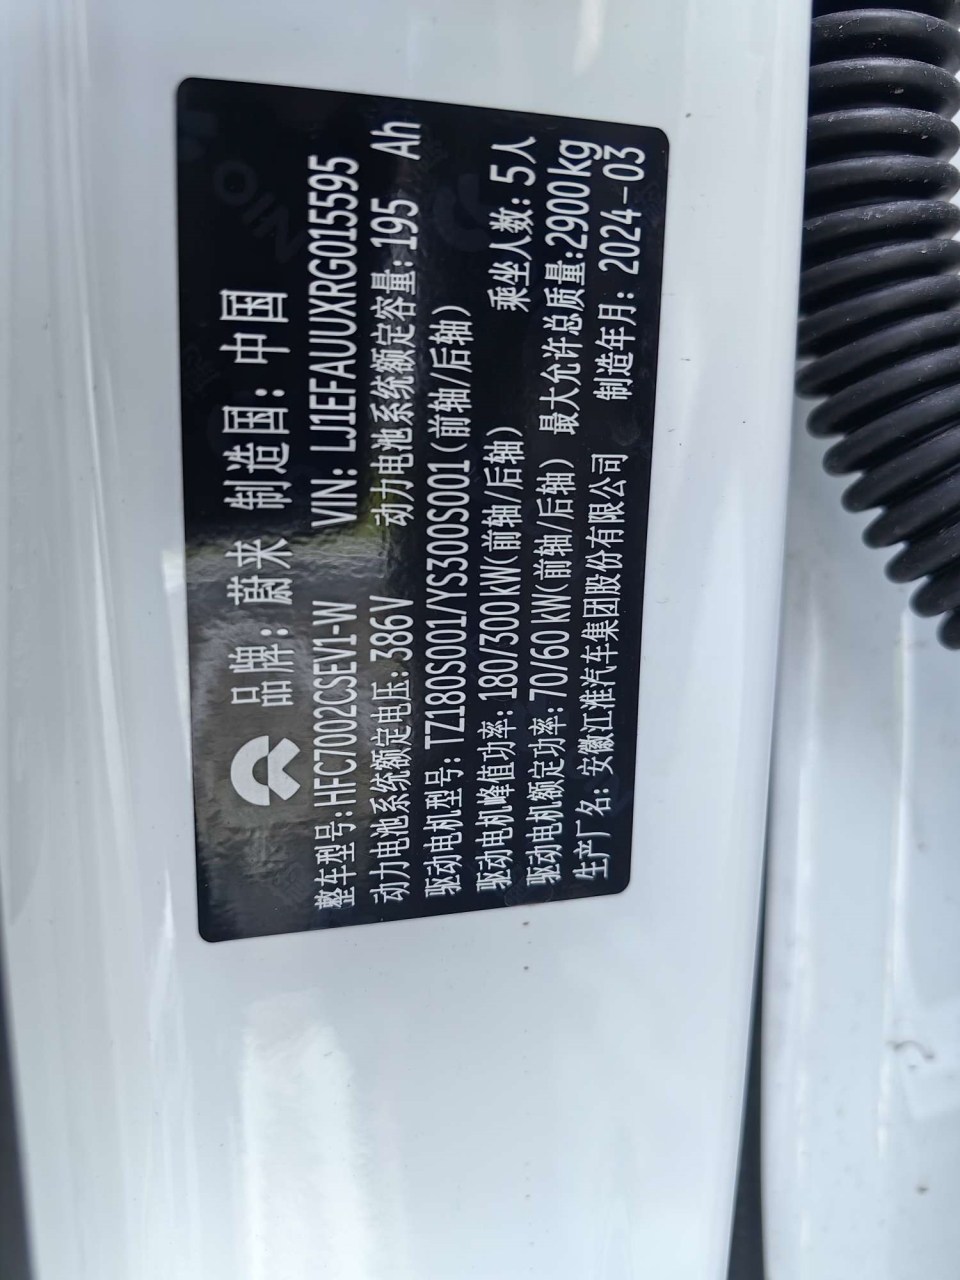 品牌：蔚来 制造国：中国
整车型号：HFC7002CSEV1-W VIN：LJ1EFAUUXRG015595
动力电池系统额定电压：386V 动力电池系统额定容量：195 Ah
驱动电机型号：TZ180S001/YS300S001(前轴/后轴)
驱动电机峰值功率：180/300kW(前轴/后轴) 乘坐人数：5人
驱动电机额定功率：70/60kW(前轴/后轴) 最大允许总质量：2900kg
生产厂名：安徽江淮汽车集团股份有限公司 制造年月：2024-03
NIO